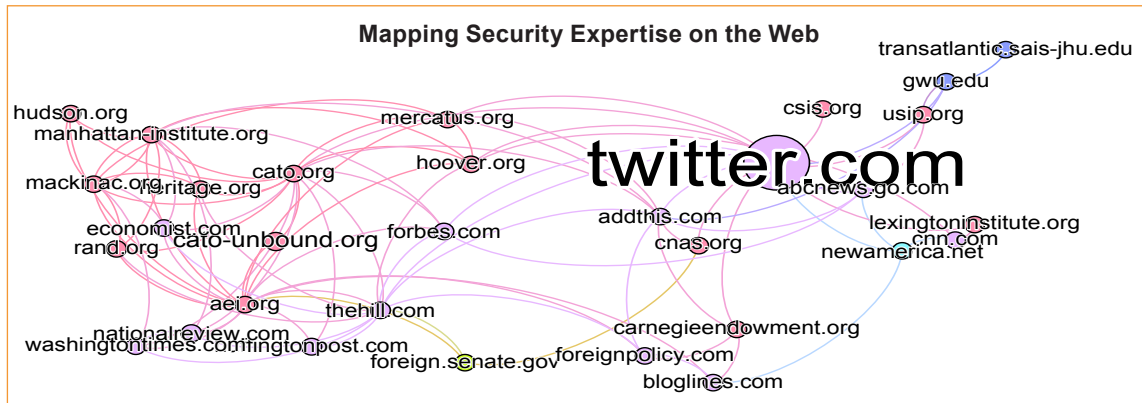 Mapping Security Expertise on the Web
transatlantic.sais-jhu.edu
gwu.edu
hudson.org
csis.org
usip.org
mercatus.org
manhattan-institute.org
hoover.org
twitter.com
cato.org
mackinac.org
heritage.org
abcnews.go.com
addthis.com
lexingtoninstitute.org
economist.com
forbes.com
cato-unbound.org
cnas.org
cnn.com
rand.org
newamerica.net
aei.org
thehill.com
nationalreview.com
carnegieendowment.org
washingtontimes.com
fingtonpost.com
foreign.senate.gov
foreignpolicy.com
bloglines.com